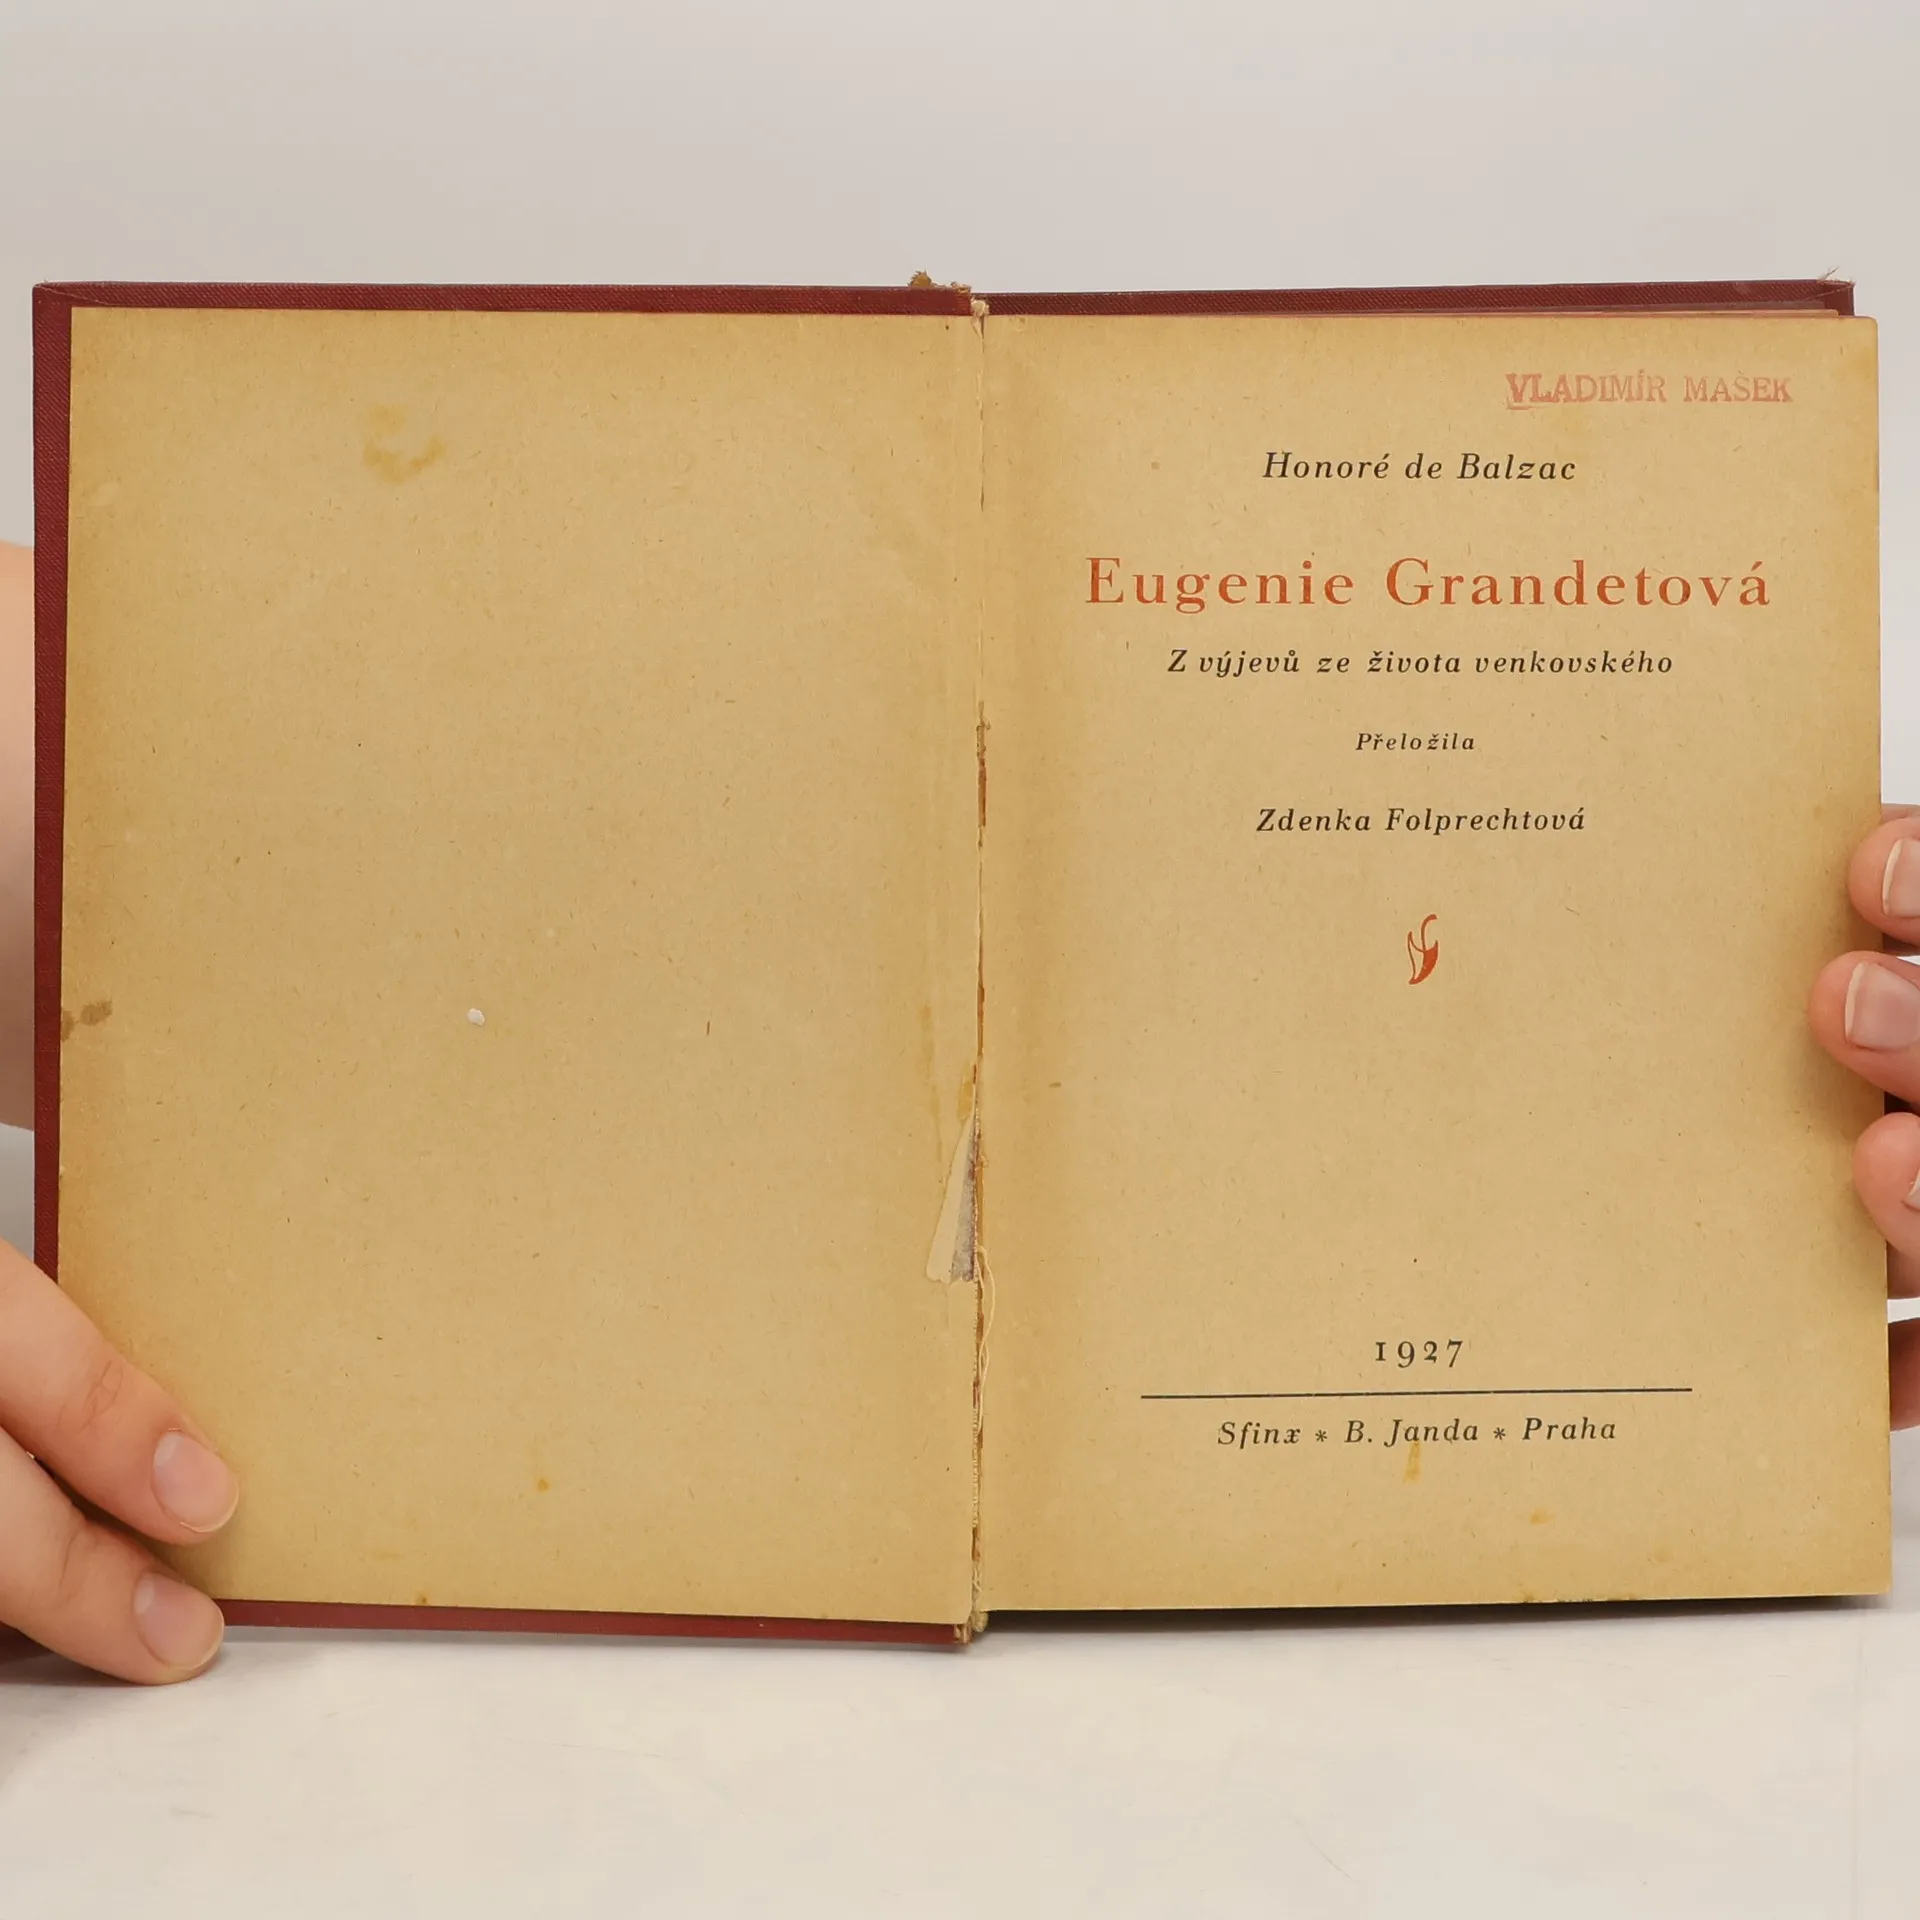 VLADIMÍR MAŠEK
Honoré de Balzac
Eugenie Grandetová
Z výjevů ze života venkovského
Přeložila
Zdenka Folprechtová
1927
Sfinx * B. Janda * Praha